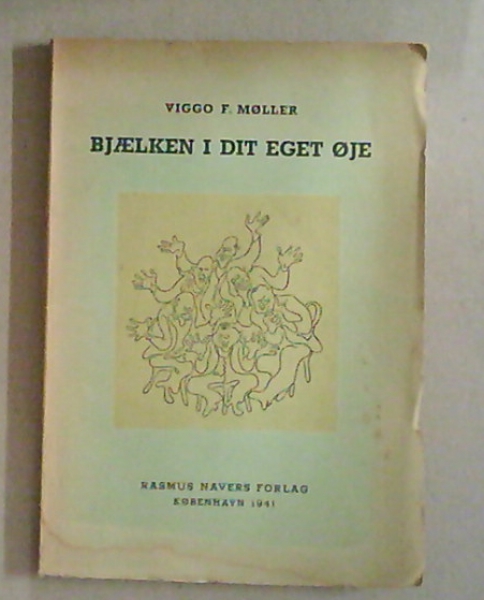 VIGGO F. MØLLER
BJÆLKEN I DIT EGET ØJE
RASMUS NAVERS FORLAG
KØBENHAVN 1941